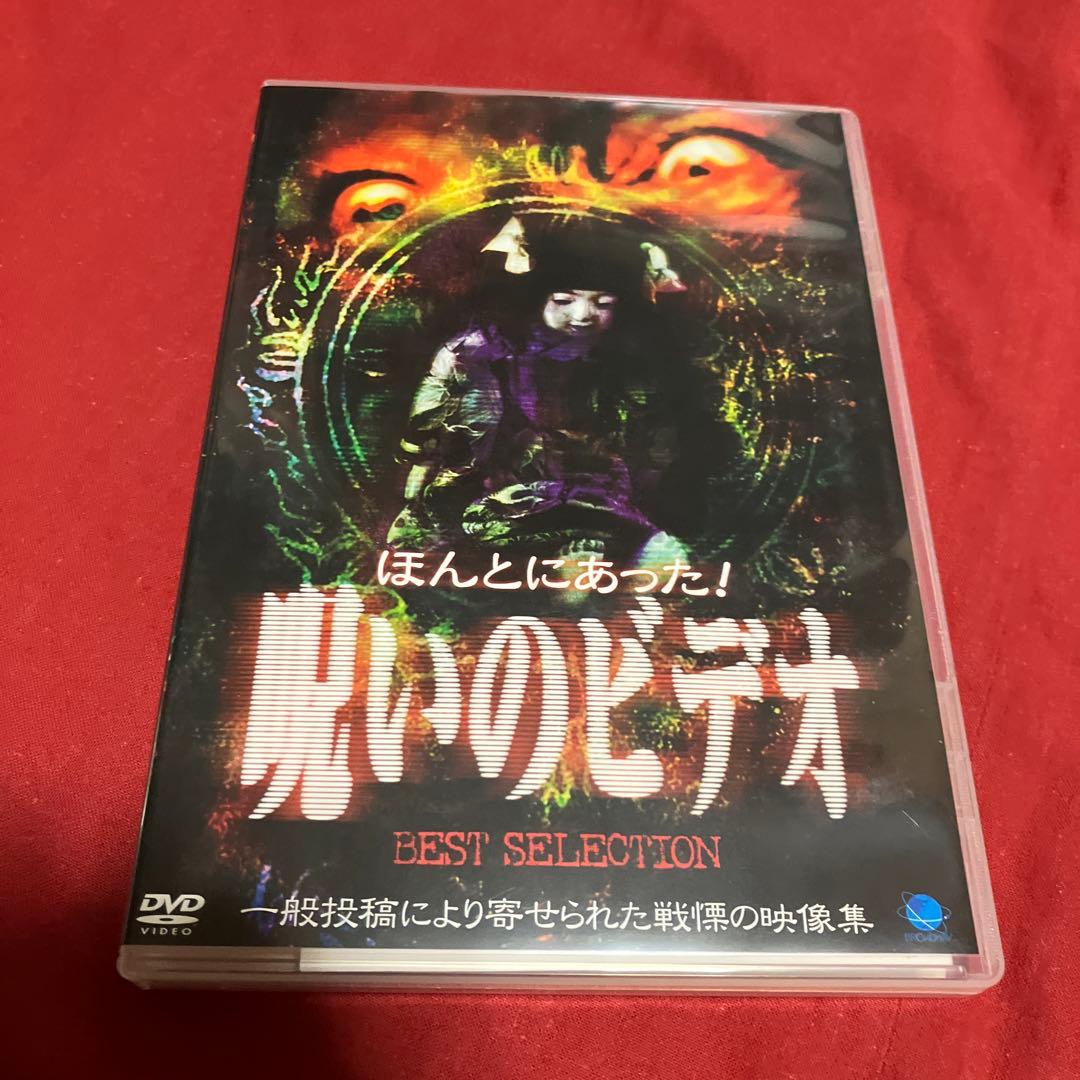 ほんとにあった!
呪いのビデオ
BEST SELECTION
DVD
VIDEO
一般投稿により寄せられた戦慄の映像集
BROADWAY